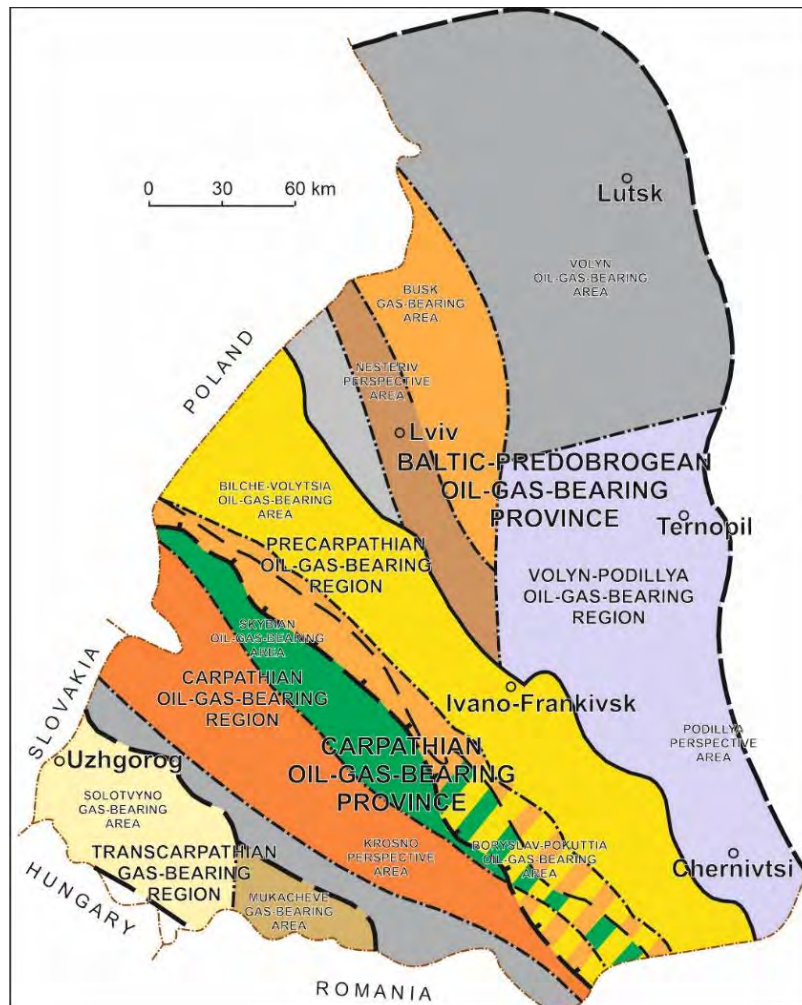 0 30 60 km
Lutsk
VOLYN
OIL-GAS-BEARING
AREA
BUSK
GAS-BEARING
AREA
POLAND
NESTERIV
PERSPECTIVE
AREA
Lviv
BALTIC-PREDOBROGEAN
OIL-GAS-BEARING
PROVINCE
BILCHE-VOLYTSIA
OIL-GAS-BEARING
AREA
Ternopil
PRECARPATHIAN
OIL-GAS-BEARING
REGION
VOLYN-PODILLYA
OIL-GAS-BEARING
REGION
SKYBIAN
OIL-GAS-BEARING
AREA
SLOVAKIA
CARPATHIAN
OIL-GAS-BEARING
REGION
Ivano-Frankivsk
PODILLYA
PERSPECTIVE
AREA
CARPATHIAN
OIL-GAS-BEARING
PROVINCE
Uzhgorog
SOLOTVYNO
GAS-BEARING
AREA
KROSNO
PERSPECTIVE
AREA
BORYSLAV-POKUTTIA
OIL-GAS-BEARING
AREA
Chernivtsi
TRANSCARPATHIAN
GAS-BEARING
REGION
HUNGARY
MUKACHEVE
GAS-BEARING
AREA
ROMANIA